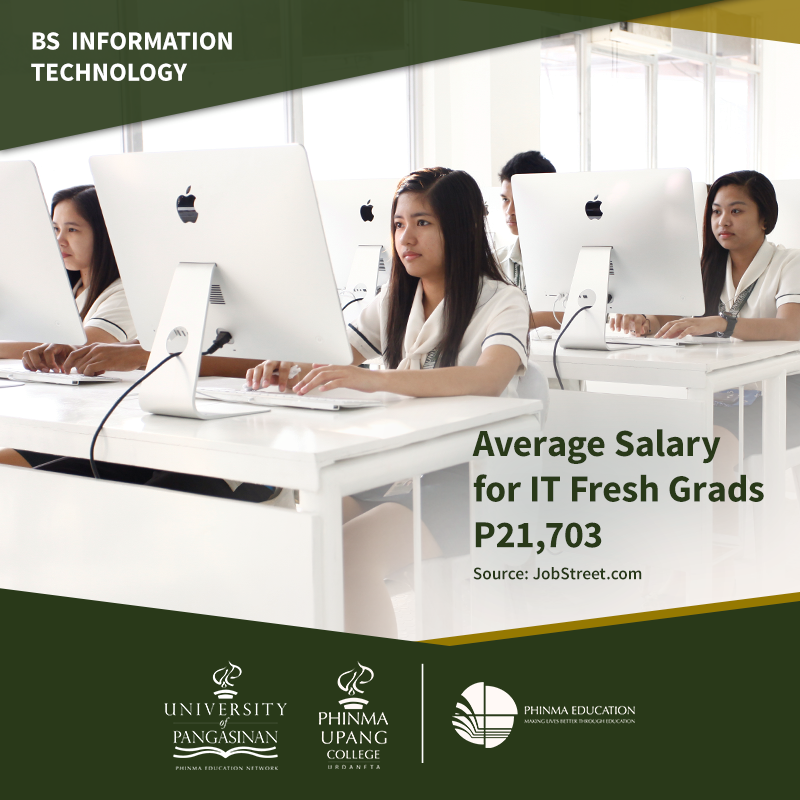 BS INFORMATION
TECHNOLOGY
Average Salary
for IT Fresh Grads
P21,703
Source: JobStreet.com
UNIVERSITY
of
PANGASINAN
PHINMA EDUCATION NETWORK
PHINMA
UPANG
COLLEGE
URDANETA
PHINMA EDUCATION
MAKING LIVES BETTER THROUGH EDUCATION